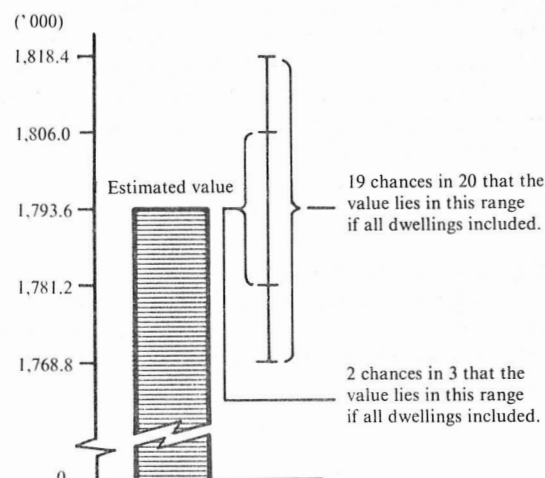 ('000)
1,818.4
1,806.0
Estimated value
1,793.6
19 chances in 20 that the
value lies in this range
if all dwellings included.
1,781.2
1,768.8
2 chances in 3 that the
value lies in this range
if all dwellings included.
0